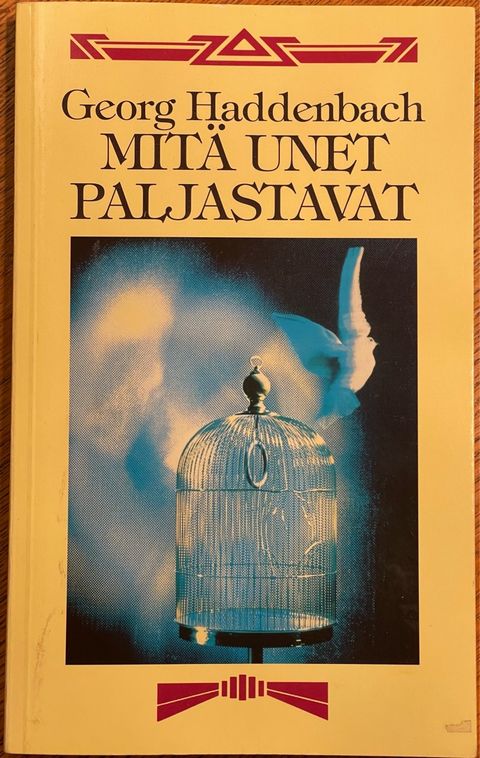 Georg Haddenbach
MITÄ UNET
PALJASTAVAT